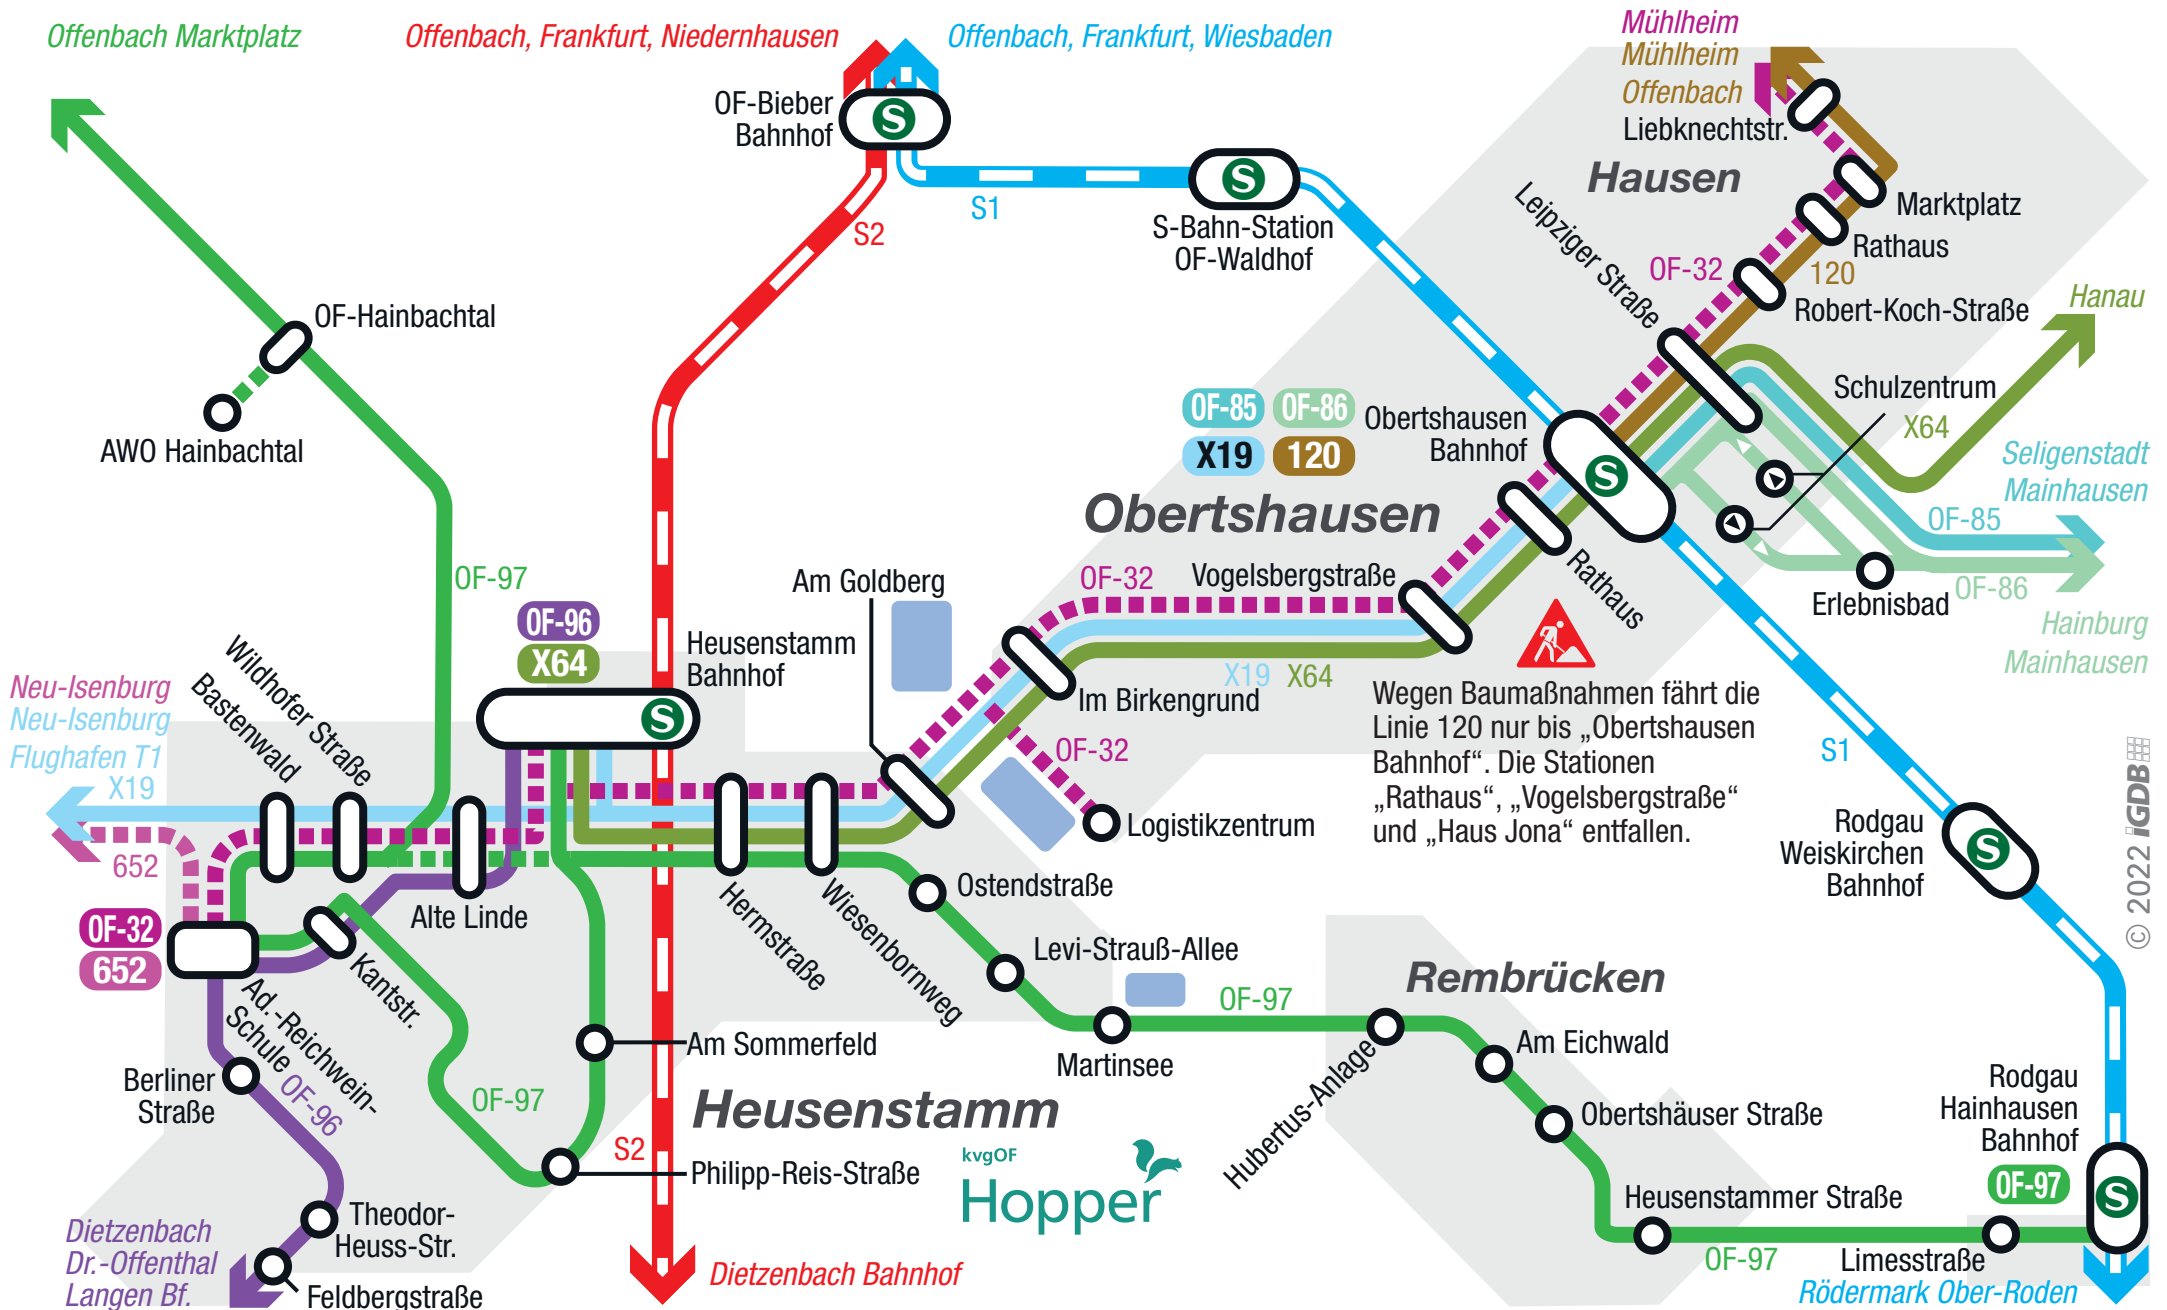 Offenbach Marktplatz
Offenbach, Frankfurt, Niedernhausen
Offenbach, Frankfurt, Wiesbaden
Mühlheim
Mühlheim
Offenbach
Liebknechtstr.
Hausen
OF-Bieber
Bahnhof
S
S
S-Bahn-Station
OF-Waldhof
S1
S2
Leipziger Straße
Marktplatz
Rathaus
OF-32
120
Robert-Koch-Straße
Hanau
OF-Hainbachtal
AWO Hainbachtal
Schulzentrum
X64
OF-85
OF-86
X19
120
Obertshausen
Bahnhof
S
Seligenstadt
Mainhausen
OF-85
OF-86
Hainburg
Mainhausen
Erlebnisbad
Obertshausen
Rathaus
Vogelsbergstraße
OF-32
Am Goldberg
OF-97
OF-96
X64
Heusenstamm
Bahnhof
S
Im Birkengrund
X19
X64
OF-32
Logistikzentrum
Wegen Baumaßnahmen fährt die
Linie 120 nur bis „Obertshausen
Bahnhof“. Die Stationen
„Rathaus“, „Vogelsbergstraße“
und „Haus Jona“ entfallen.
S1
Rodgau
Weiskirchen
Bahnhof
S
© 2022 iGDB
Neu-Isenburg
Neu-Isenburg
Flughafen T1
X19
652
Bastenwald
Wildhofer Straße
Alte Linde
OF-32
652
Ad.-Reichwein-
Schule
Kantstr.
Hermstraße
Wiesenbornweg
Ostendstraße
Levi-Strauß-Allee
OF-97
Martinsee
Rembrücken
Hubertus-Anlage
Am Eichwald
Obertshäuser Straße
Heusenstammer Straße
OF-97
Limesstraße
Rodgau
Hainhausen
Bahnhof
OF-97
S
Rödermark Ober-Roden
Berliner
Straße
OF-96
OF-97
Am Sommerfeld
Heusenstamm
S2
Philipp-Reis-Straße
kvgOF
Hopper
Theodor-
Heuss-Str.
Feldbergstraße
Dietzenbach
Dr.-Offenthal
Langen Bf.
Dietzenbach Bahnhof